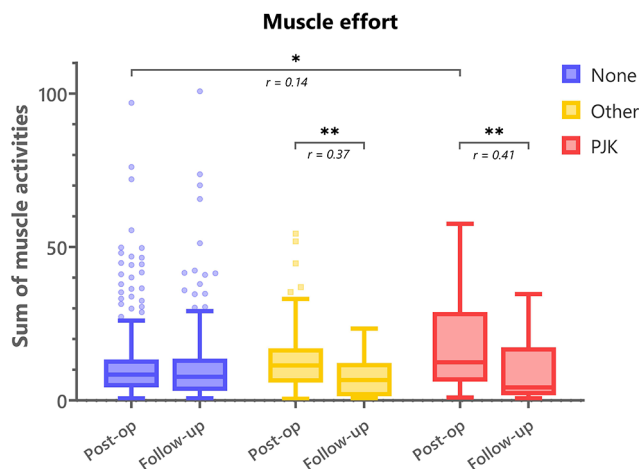 Muscle effort
Sum of muscle activities
100
50
0
*
r = 0.14
**
r = 0.37
**
r = 0.41
None
Other
PJK
Post-op
Follow-up
Post-op
Follow-up
Post-op
Follow-up